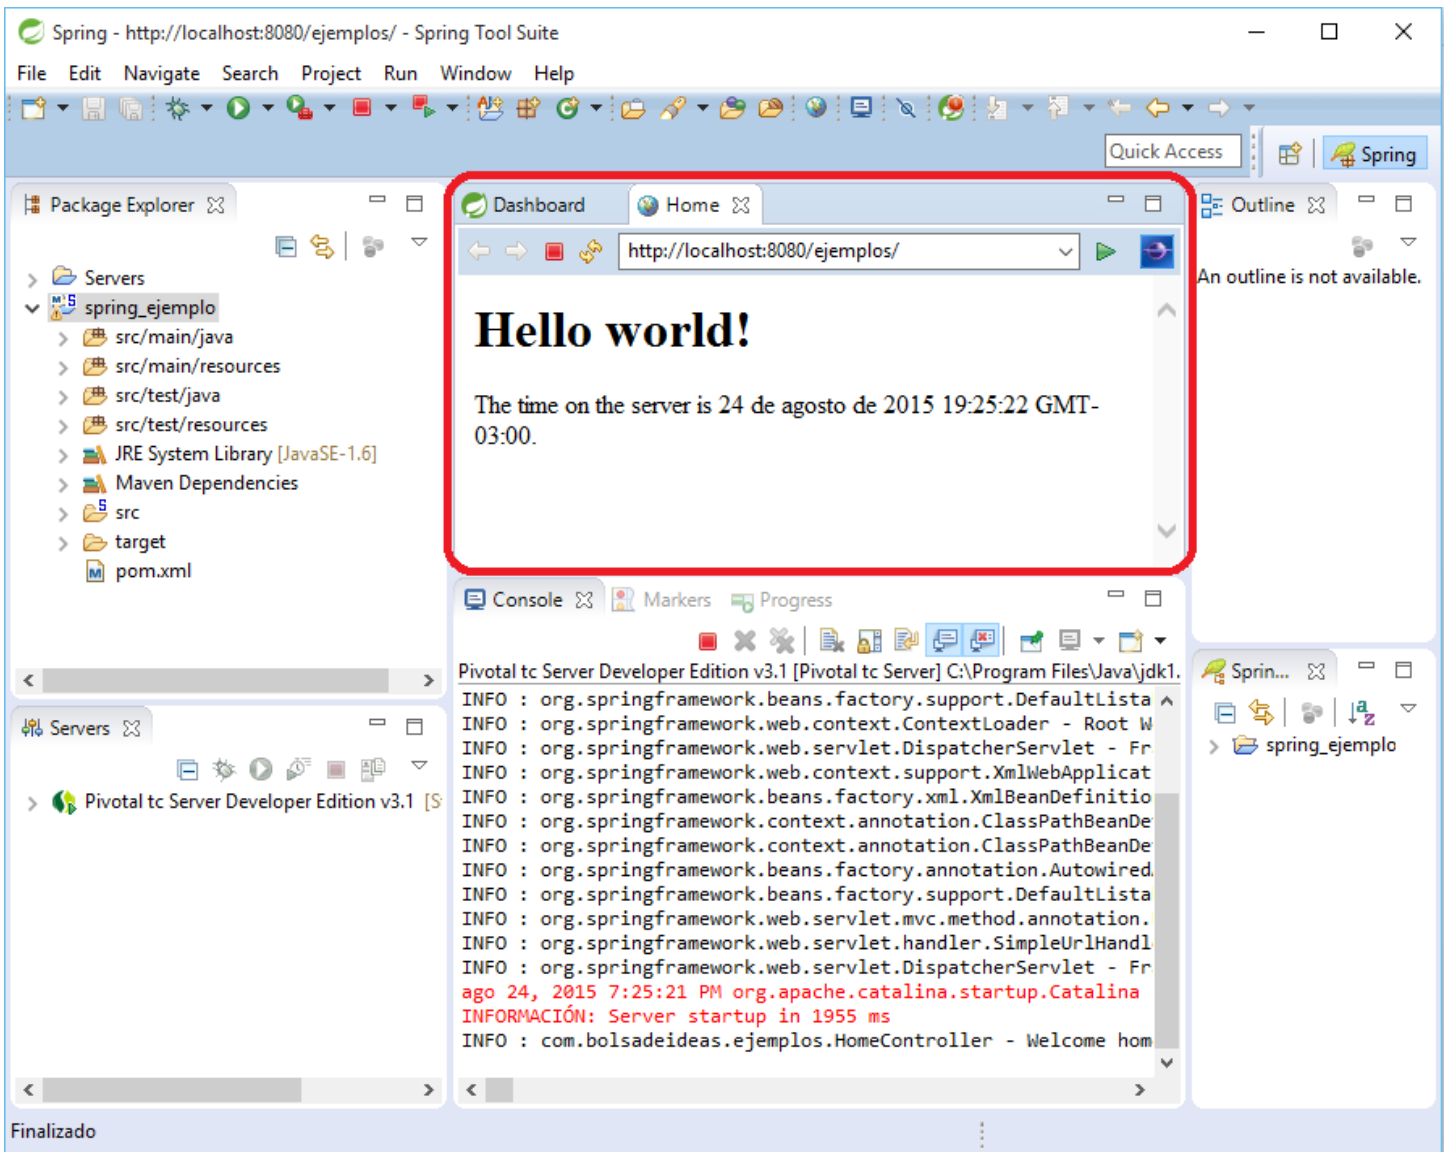 Spring - http://localhost:8080/ejemplos/ - Spring Tool Suite
File Edit Navigate Search Project Run Window Help
Quick Access
Spring
Package Explorer
Servers
spring_ejemplo
src/main/java
src/main/resources
src/test/java
src/test/resources
JRE System Library [JavaSE-1.6]
Maven Dependencies
src
target
pom.xml
Servers
Pivotal tc Server Developer Edition v3.1 [S
Dashboard Home
http://localhost:8080/ejemplos/
Hello world!
The time on the server is 24 de agosto de 2015 19:25:22 GMT-
03:00.
Console Markers Progress
Pivotal tc Server Developer Edition v3.1 [Pivotal tc Server] C:\Program Files\Java\jdk1.
INFO : org.springframework.beans.factory.support.DefaultLista
INFO : org.springframework.web.context.ContextLoader - Root W
INFO : org.springframework.web.servlet.DispatcherServlet - Fr
INFO : org.springframework.web.context.support.XmlWebApplicat
INFO : org.springframework.beans.factory.xml.XmlBeanDefinitio
INFO : org.springframework.context.annotation.ClassPathBeanDe
INFO : org.springframework.context.annotation.ClassPathBeanDe
INFO : org.springframework.beans.factory.annotation.Autowired
INFO : org.springframework.beans.factory.support.DefaultLista
INFO : org.springframework.web.servlet.mvc.method.annotation.
INFO : org.springframework.web.servlet.handler.SimpleUrlHandl
INFO : org.springframework.web.servlet.DispatcherServlet - Fr
ago 24, 2015 7:25:21 PM org.apache.catalina.startup.Catalina
INFORMACIÓN: Server startup in 1955 ms
INFO : com.bolsadeideas.ejemplos.HomeController - Welcome hom
Outline
An outline is not available.
Sprin...
spring_ejemplo
Finalizado